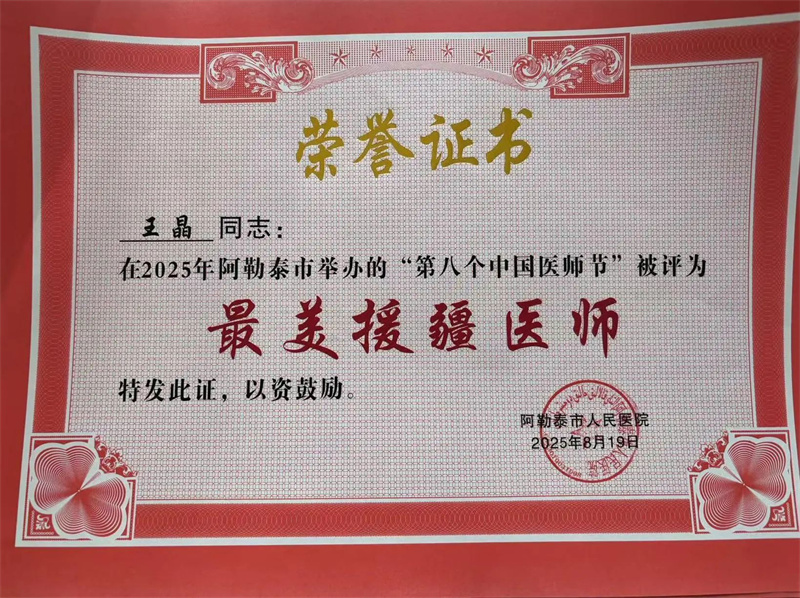 荣誉证书
王晶 同志：
在2025年阿勒泰市举办的“第八个中国医师节”被评为
最美援疆医师
特发此证，以资鼓励。
阿勒泰市人民医院
2025年8月19日